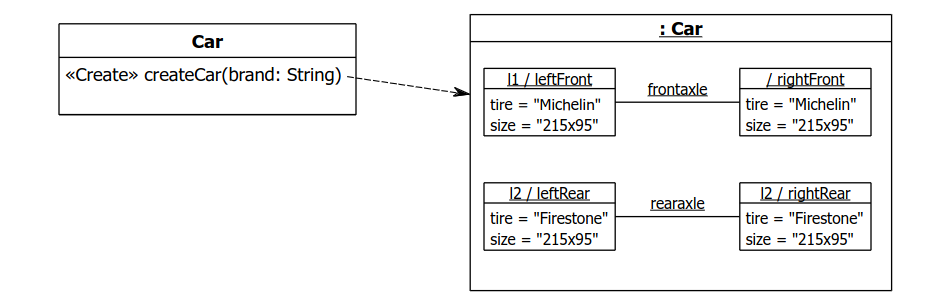 Car
«Create» createCar(brand: String)
: Car
l1 / leftFront
tire = "Michelin"
size = "215x95"
frontaxle
/ rightFront
tire = "Michelin"
size = "215x95"
l2 / leftRear
tire = "Firestone"
size = "215x95"
rearaxle
l2 / rightRear
tire = "Firestone"
size = "215x95"